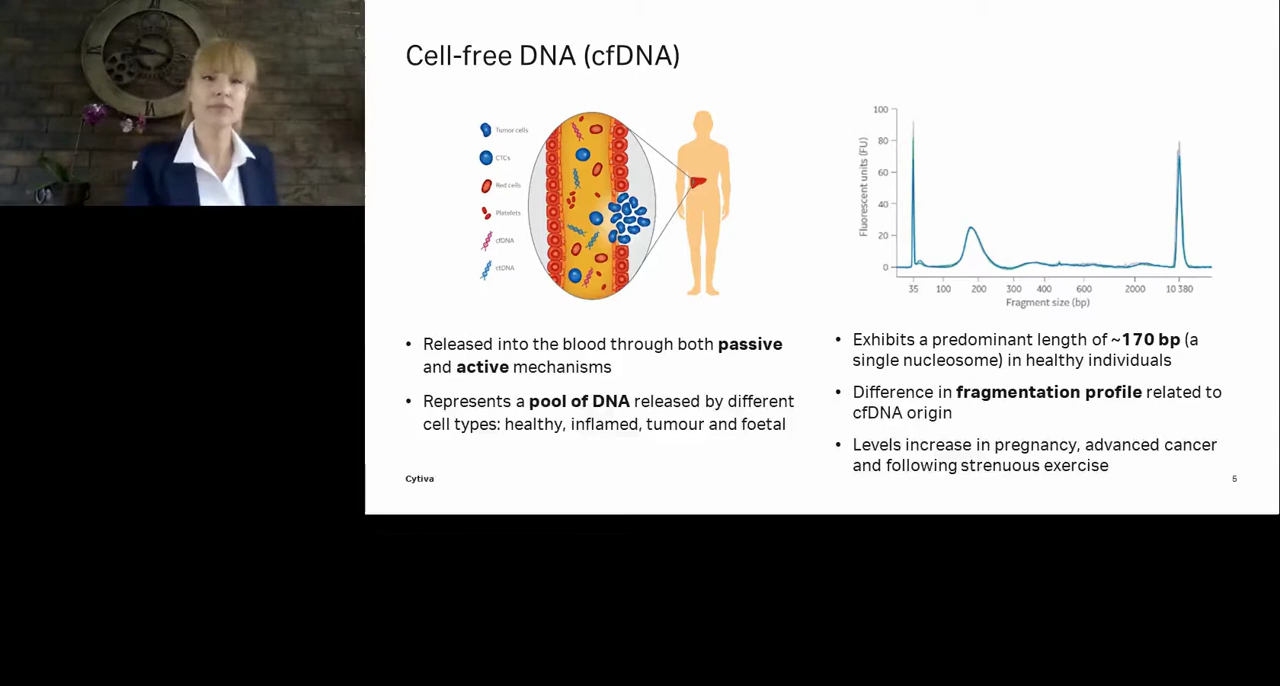 Cell-free DNA (cfDNA)
Tumor cells
CTCs
Red cells
Platelets
cfDNA
ctDNA
Fluorescent units (FU)
100
80
60
40
20
0
35 100 200 300 400 600 2000 10 380
Fragment size (bp)
• Released into the blood through both passive
and active mechanisms
• Represents a pool of DNA released by different
cell types: healthy, inflamed, tumour and foetal
• Exhibits a predominant length of ~170 bp (a
single nucleosome) in healthy individuals
• Difference in fragmentation profile related to
cfDNA origin
• Levels increase in pregnancy, advanced cancer
and following strenuous exercise
Cytiva
5